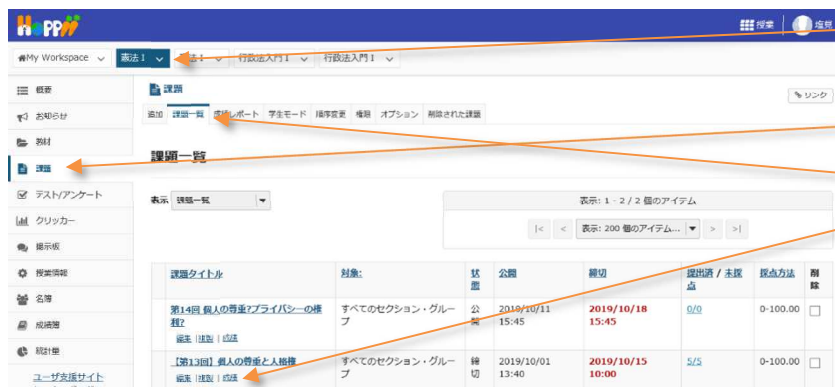 Hoppii
授業 塩見
My Workspace 憲法Ⅰ 憲法Ⅰ 行政法入門Ⅰ 行政法入門Ⅰ
概要
お知らせ
教材
課題
テスト/アンケート
クリッカー
掲示板
授業情報
名簿
成績簿
統計量
ユーザ支援サイト
課題
リンク
追加 課題一覧 成績レポート 学生モード 順序変更 権限 オプション 削除された課題
課題一覧
表示 課題一覧
表示: 1 - 2 / 2 個のアイテム
|< < 表示: 200 個のアイテム... > >|
課題タイトル 対象: 状態 公開 締切 提出済 / 未採点 採点方法 削除
第14回 個人の尊重?プライバシーの権利?
編集 | 複製 | 成績
すべてのセクション・グループ
公開
2019/10/11 15:45
2019/10/18 15:45
0/0
0-100.00
【第13回】個人の尊重と人格権
編集 | 複製 | 成績
すべてのセクション・グループ
締切
2019/10/01 13:40
2019/10/15 10:00
5/5
0-100.00